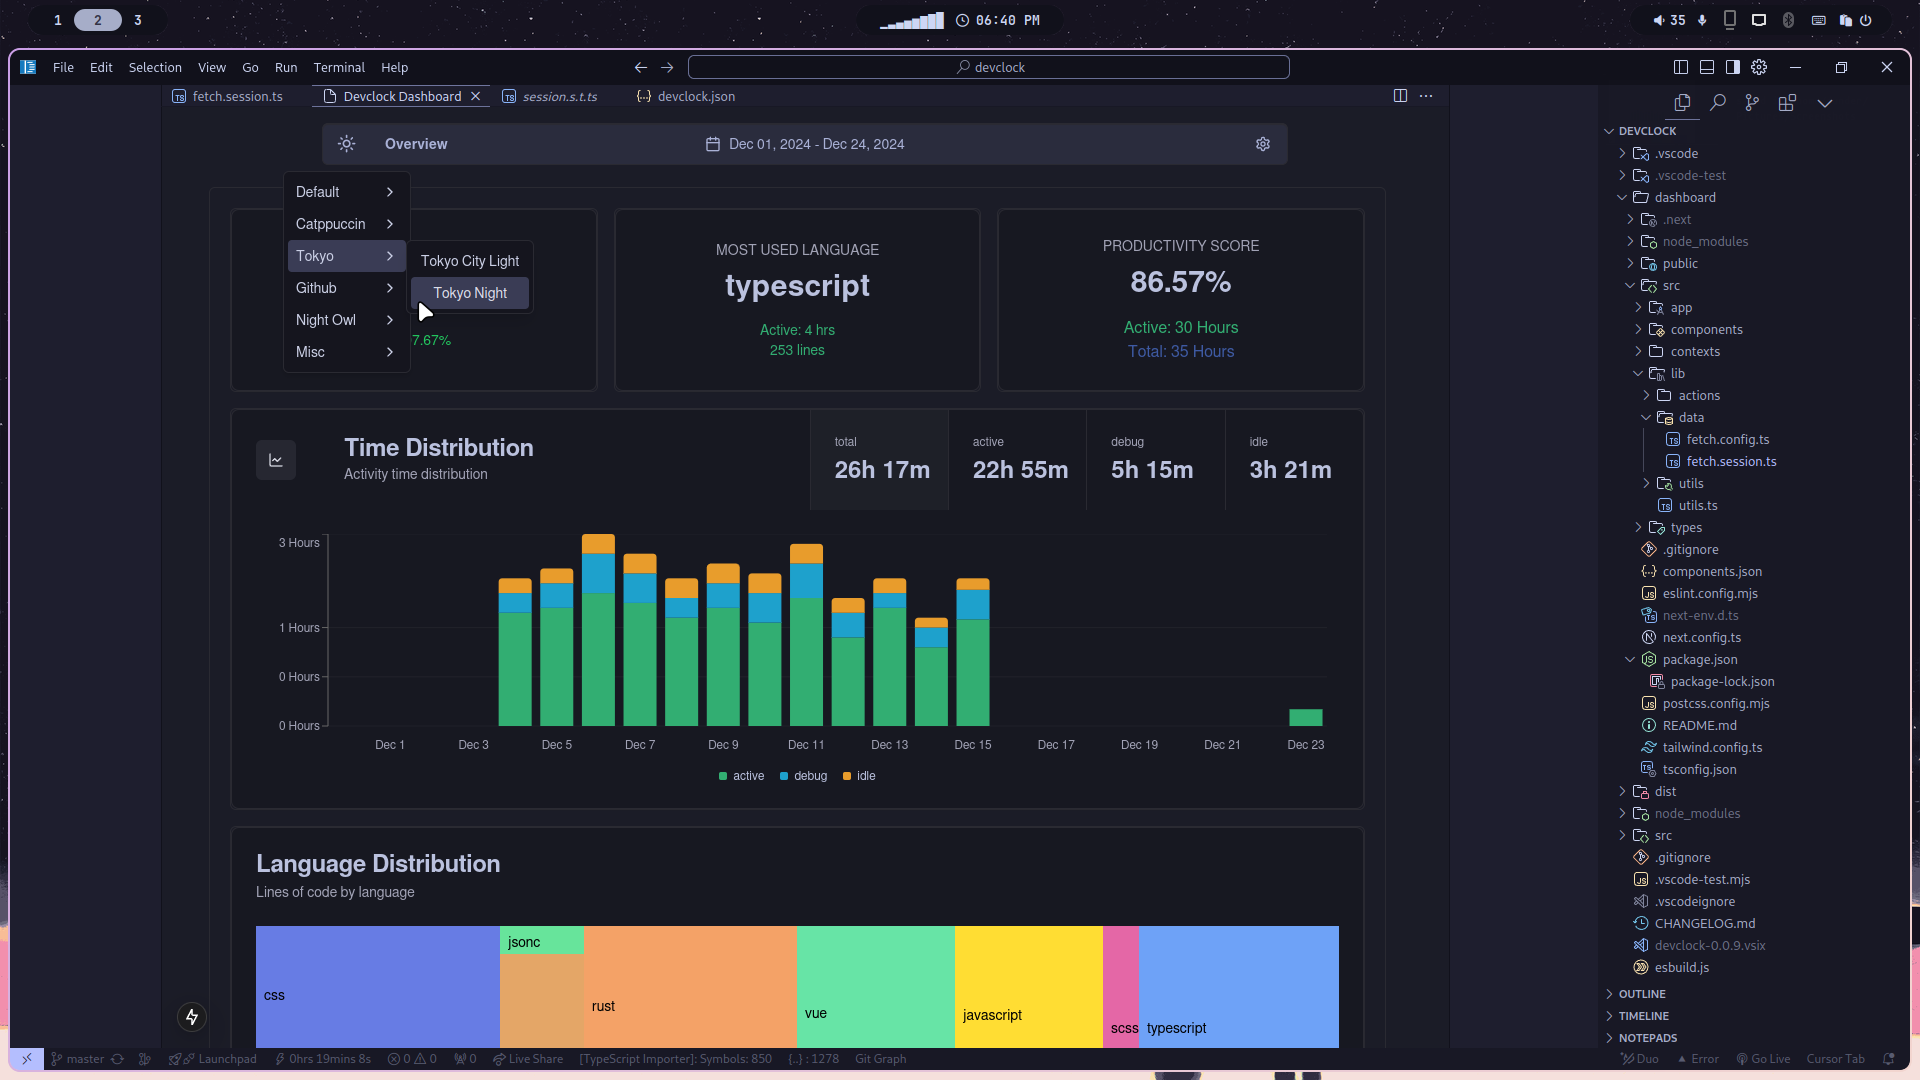 1 2 3
06:40 PM
35
File Edit Selection View Go Run Terminal Help
devclock
fetch.session.ts Devclock Dashboard session.s.t.ts devclock.json
Overview
Dec 01, 2024 - Dec 24, 2024
Default
Catppuccin
Tokyo
Github
Night Owl
Misc
Tokyo City Light
Tokyo Night
7.67%
MOST USED LANGUAGE
typescript
Active: 4 hrs
253 lines
PRODUCTIVITY SCORE
86.57%
Active: 30 Hours
Total: 35 Hours
Time Distribution
Activity time distribution
total
26h 17m
active
22h 55m
debug
5h 15m
idle
3h 21m
3 Hours
1 Hours
0 Hours
0 Hours
Dec 1 Dec 3 Dec 5 Dec 7 Dec 9 Dec 11 Dec 13 Dec 15 Dec 17 Dec 19 Dec 21 Dec 23
active debug idle
Language Distribution
Lines of code by language
css
jsonc
rust
vue
javascript
scss
typescript
DEVCLOCK
.vscode
.vscode-test
dashboard
.next
node_modules
public
src
app
components
contexts
lib
actions
data
fetch.config.ts
fetch.session.ts
utils
utils.ts
types
.gitignore
components.json
eslint.config.mjs
next-env.d.ts
next.config.ts
package.json
package-lock.json
postcss.config.mjs
README.md
tailwind.config.ts
tsconfig.json
dist
node_modules
src
.gitignore
.vscode-test.mjs
.vscodeignore
CHANGELOG.md
devclock-0.0.9.vsix
esbuild.js
OUTLINE
TIMELINE
NOTEPADS
master Launchpad 0hrs 19mins 8s 0 0 0 Live Share [TypeScript Importer]: Symbols: 850 {..} : 1278 Git Graph
Duo Error Go Live Cursor Tab